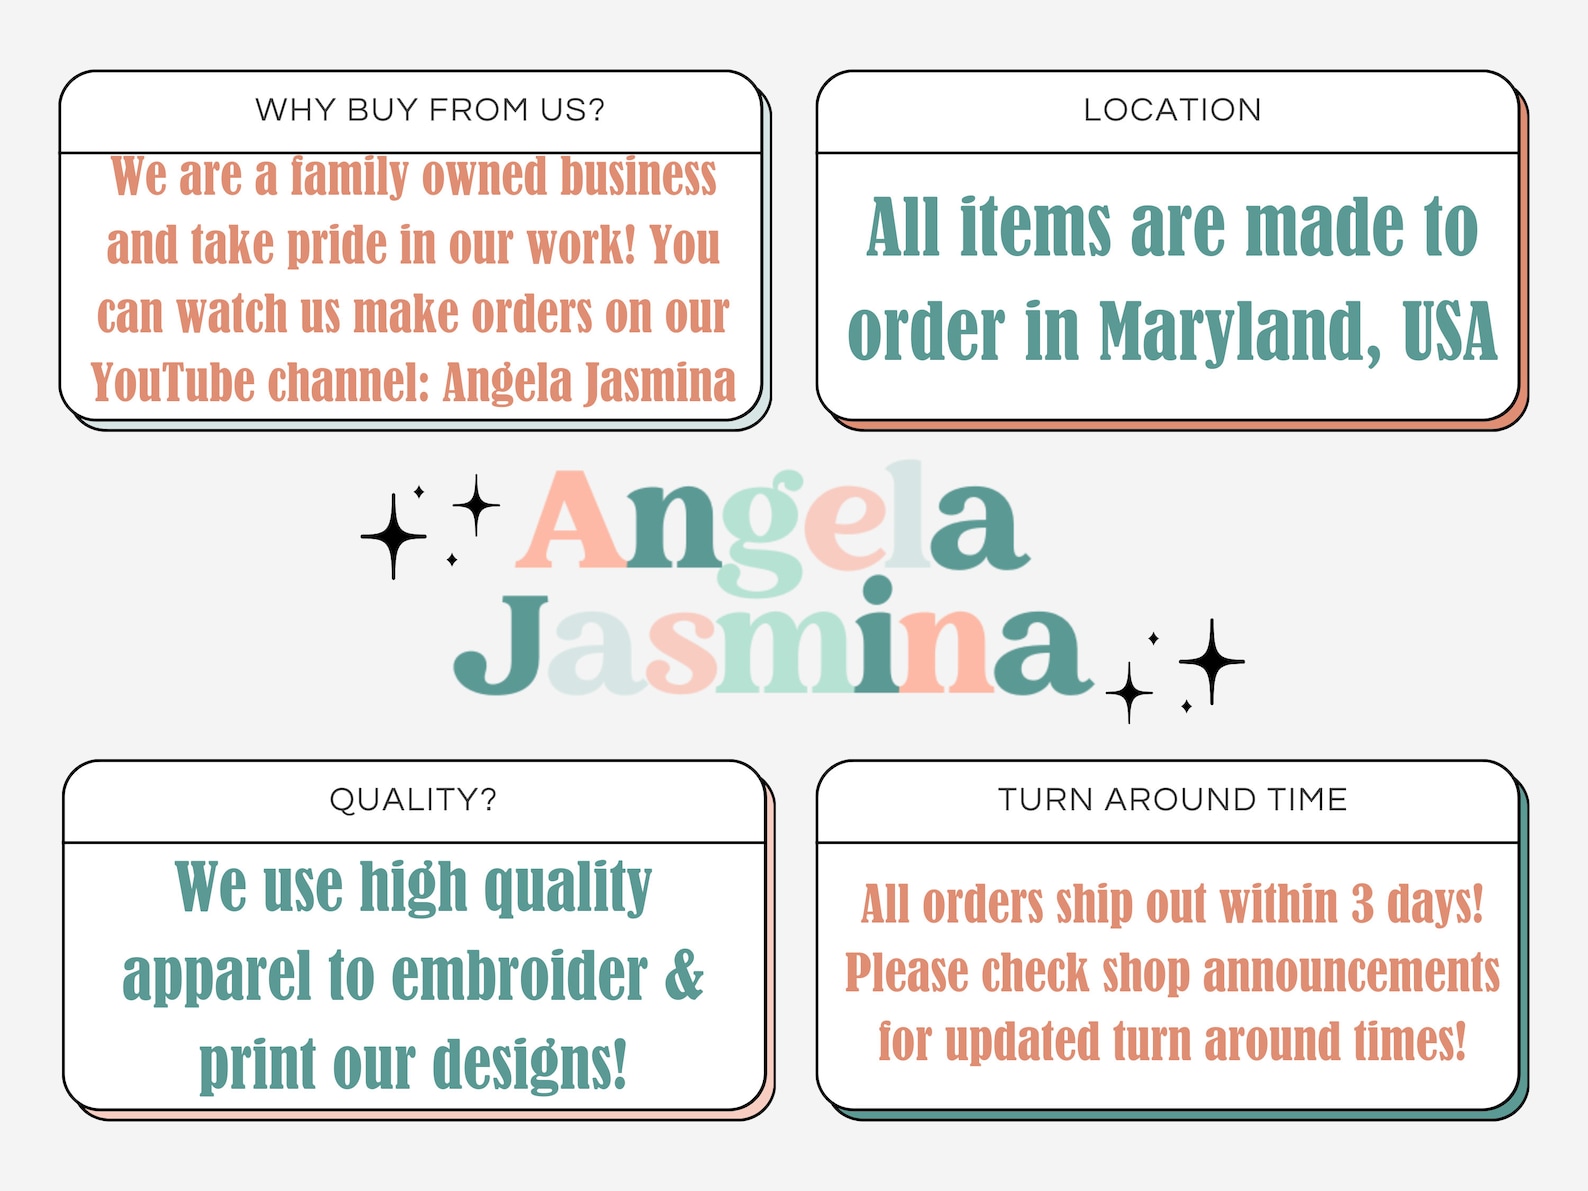 WHY BUY FROM US?
We are a family owned business
and take pride in our work! You
can watch us make orders on our
YouTube channel: Angela Jasmina
LOCATION
All items are made to
order in Maryland, USA
Angela
Jasmina
QUALITY?
We use high quality
apparel to embroider &
print our designs!
TURN AROUND TIME
All orders ship out within 3 days!
Please check shop announcements
for updated turn around times!